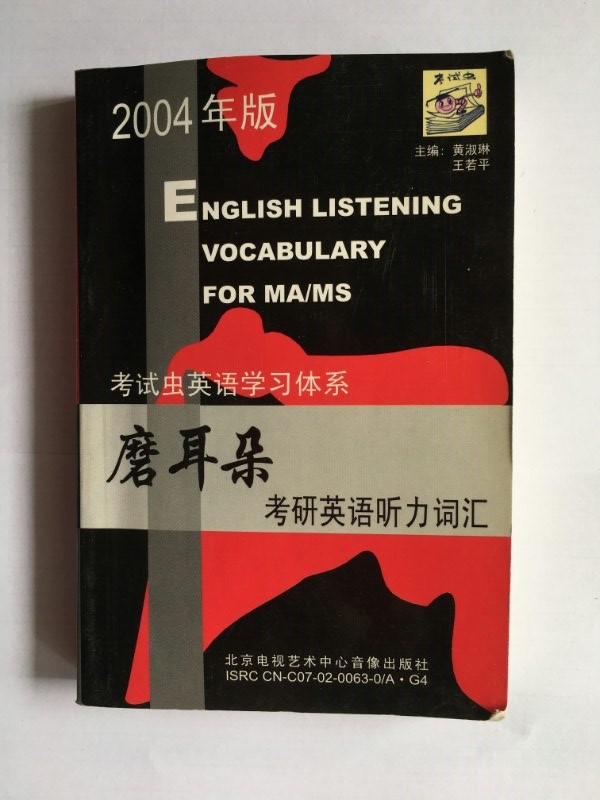 2004年版
考试虫
主编：黄淑琳
王若平
ENGLISH LISTENING
VOCABULARY
FOR MA/MS
考试虫英语学习体系
磨耳朵
考研英语听力词汇
北京电视艺术中心音像出版社
ISRC CN-C07-02-0063-0/A·G4